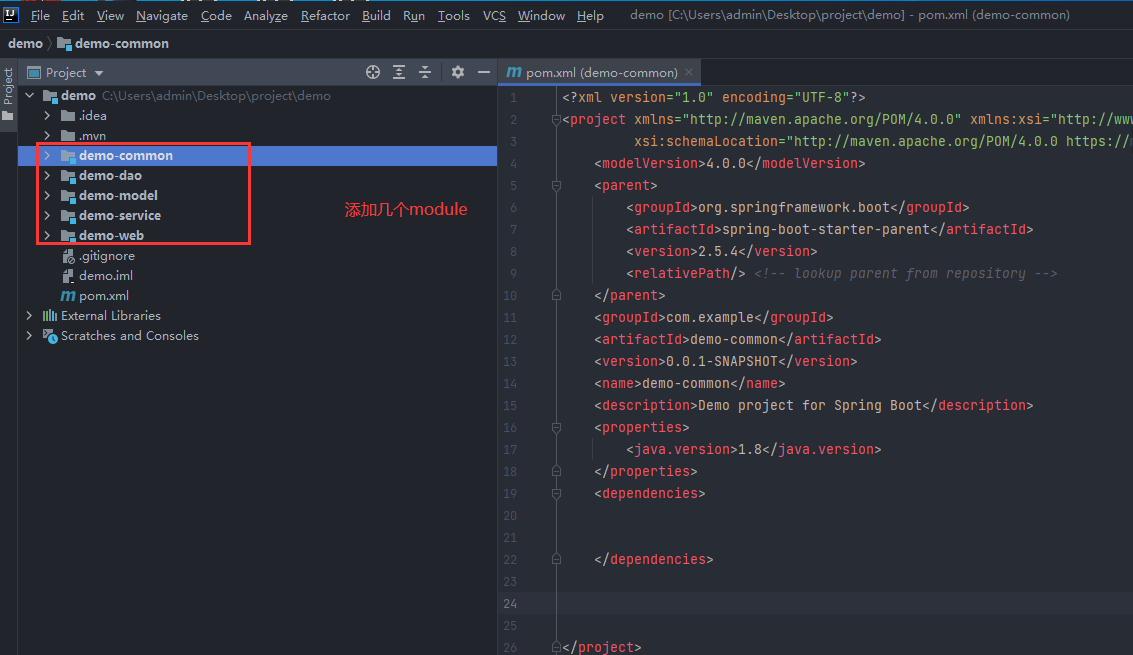 File Edit View Navigate Code Analyze Refactor Build Run Tools VCS Window Help demo [C:\Users\admin\Desktop\project\demo] - pom.xml (demo-common)
demo demo-common
Project
Project
pom.xml (demo-common)
demo C:\Users\admin\Desktop\project\demo
.idea
.mvn
demo-common
demo-dao
demo-model
demo-service
demo-web
.gitignore
demo.iml
pom.xml
External Libraries
Scratches and Consoles
添加几个module
1 <?xml version="1.0" encoding="UTF-8"?>
2 <project xmlns="http://maven.apache.org/POM/4.0.0" xmlns:xsi="http://www
3 xsi:schemaLocation="http://maven.apache.org/POM/4.0.0 https://
4 <modelVersion>4.0.0</modelVersion>
5 <parent>
6 <groupId>org.springframework.boot</groupId>
7 <artifactId>spring-boot-starter-parent</artifactId>
8 <version>2.5.4</version>
9 <relativePath/> <!-- lookup parent from repository -->
10 </parent>
11 <groupId>com.example</groupId>
12 <artifactId>demo-common</artifactId>
13 <version>0.0.1-SNAPSHOT</version>
14 <name>demo-common</name>
15 <description>Demo project for Spring Boot</description>
16 <properties>
17 <java.version>1.8</java.version>
18 </properties>
19 <dependencies>
20
21
22 </dependencies>
23
24
25
26 </project>